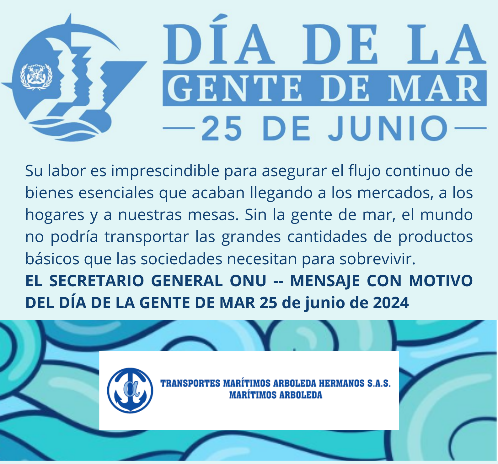 DÍA DE LA
GENTE DE MAR
25 DE JUNIO
Su labor es imprescindible para asegurar el flujo continuo de
bienes esenciales que acaban llegando a los mercados, a los
hogares y a nuestras mesas. Sin la gente de mar, el mundo
no podría transportar las grandes cantidades de productos
básicos que las sociedades necesitan para sobrevivir.
EL SECRETARIO GENERAL ONU -- MENSAJE CON MOTIVO
DEL DÍA DE LA GENTE DE MAR 25 de junio de 2024
TRANSPORTES MARÍTIMOS ARBOLEDA HERMANOS S.A.S.
MARÍTIMOS ARBOLEDA